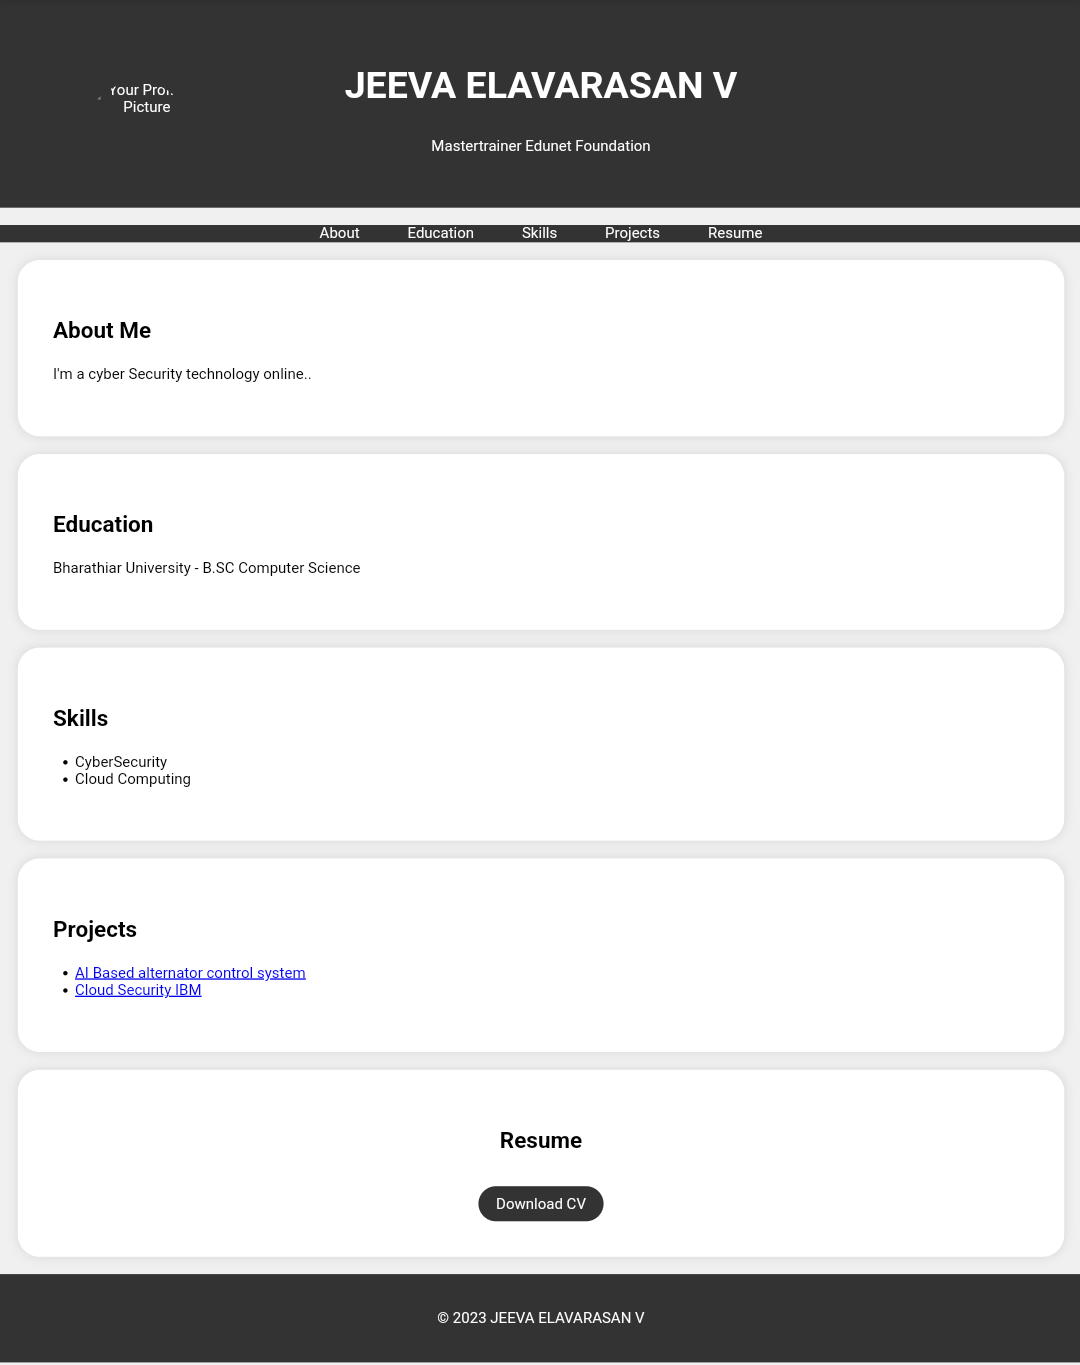 Your Profile
Picture
JEEVA ELAVARASAN V
Mastertrainer Edunet Foundation
About Education Skills Projects Resume
About Me
I'm a cyber Security technology online..
Education
Bharathiar University - B.SC Computer Science
Skills
• CyberSecurity
• Cloud Computing
Projects
• AI Based alternator control system
• Cloud Security IBM
Resume
Download CV
© 2023 JEEVA ELAVARASAN V